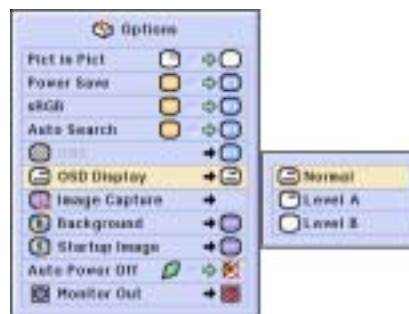 Options
Pict in Pict
Power Save
sRGB
Auto Search
OSD Display
Normal
Image Capture
Level A
Background
Level B
Startup Image
Auto Power Off
Monitor Out